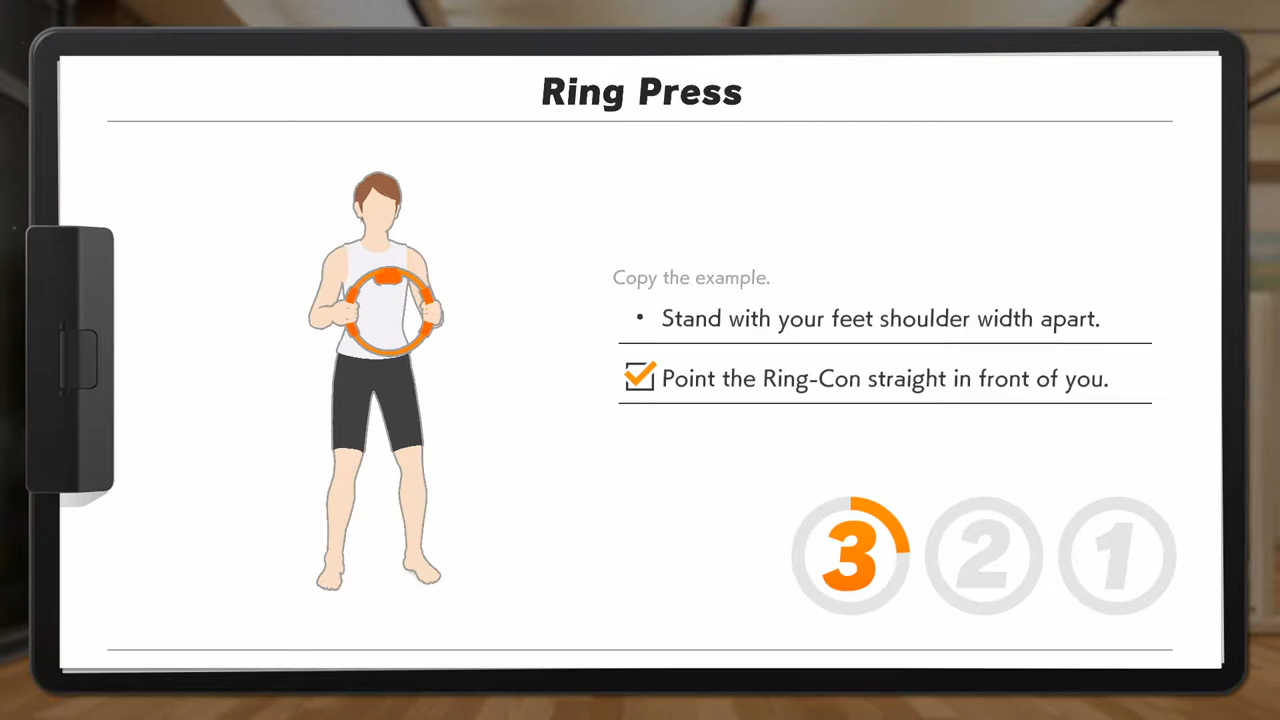 Ring Press
Copy the example.
• Stand with your feet shoulder width apart.
Point the Ring-Con straight in front of you.
3 2 1